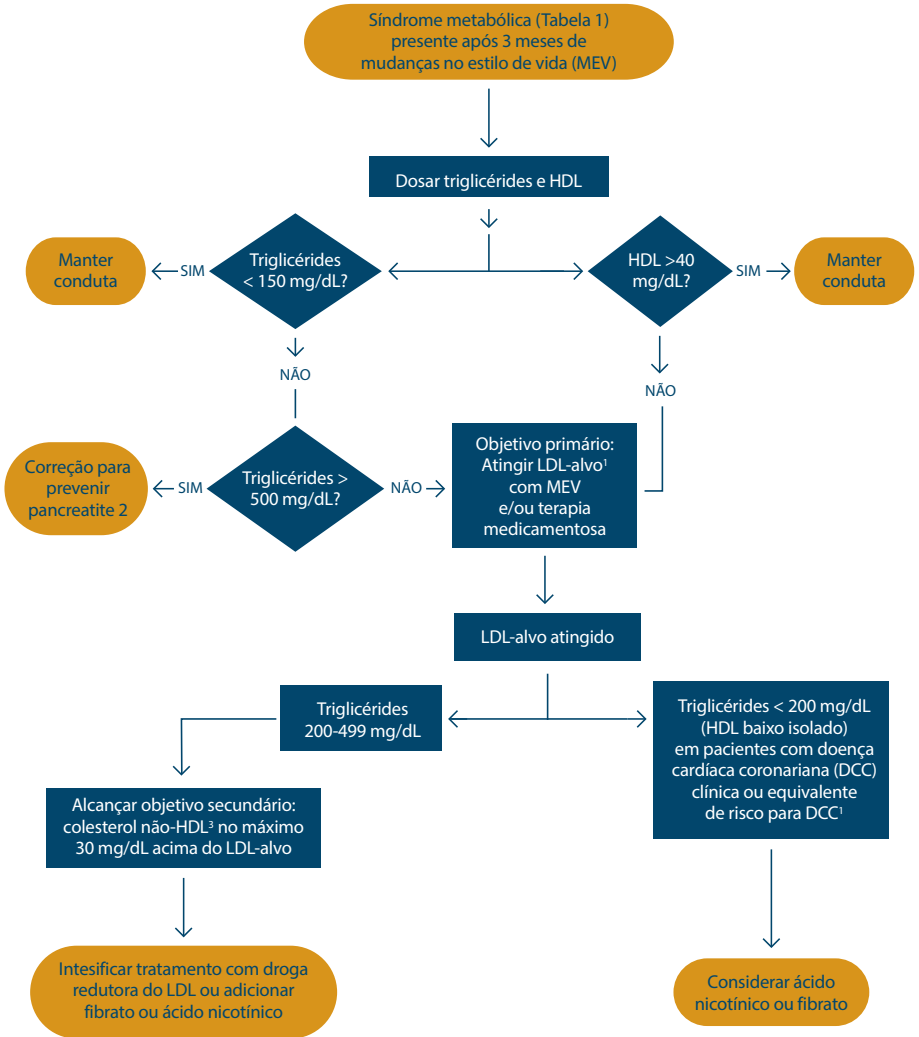 Síndrome metabólica (Tabela 1)
presente após 3 meses de
mudanças no estilo de vida (MEV)
Dosar triglicérides e HDL
Manter
conduta
SIM
Triglicérides
< 150 mg/dL?
HDL >40
mg/dL?
SIM
Manter
conduta
NÃO
NÃO
Correção para
prevenir
pancreatite 2
SIM
Triglicérides >
500 mg/dL?
NÃO
Objetivo primário:
Atingir LDL-alvo¹
com MEV
e/ou terapia
medicamentosa
LDL-alvo atingido
Triglicérides
200-499 mg/dL
Triglicérides < 200 mg/dL
(HDL baixo isolado)
em pacientes com doença
cardíaca coronariana (DCC)
clínica ou equivalente
de risco para DCC¹
Alcançar objetivo secundário:
colesterol não-HDL³ no máximo
30 mg/dL acima do LDL-alvo
Intesificar tratamento com droga
redutora do LDL ou adicionar
fibrato ou ácido nicotínico
Considerar ácido
nicotínico ou fibrato